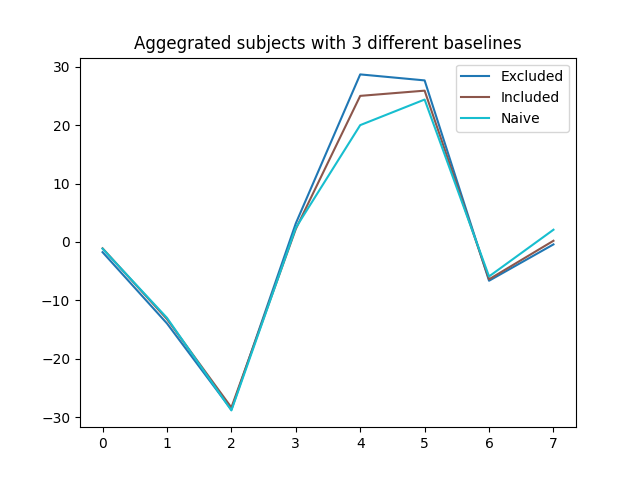 Aggegrated subjects with 3 different baselines
30
20
10
0
−10
−20
−30
Excluded
Included
Naive
0 1 2 3 4 5 6 7